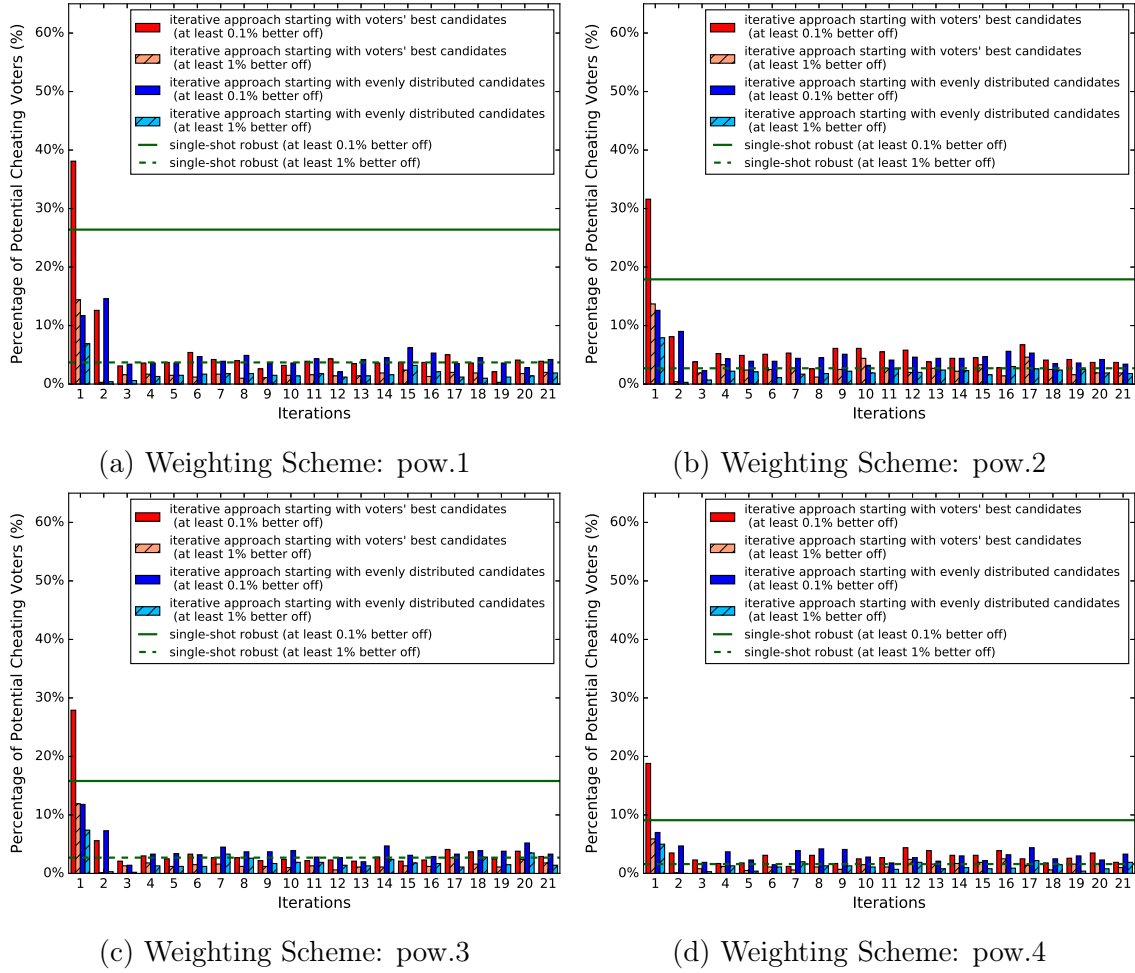 Percentage of Potential Cheating Voters (%)
60%
50%
40%
30%
20%
10%
0%
iterative approach starting with voters' best candidates
(at least 0.1% better off)
iterative approach starting with voters' best candidates
(at least 1% better off)
iterative approach starting with evenly distributed candidates
(at least 0.1% better off)
iterative approach starting with evenly distributed candidates
(at least 1% better off)
single-shot robust (at least 0.1% better off)
single-shot robust (at least 1% better off)
1 2 3 4 5 6 7 8 9 10 11 12 13 14 15 16 17 18 19 20 21
Iterations
(a) Weighting Scheme: pow.1
Percentage of Potential Cheating Voters (%)
60%
50%
40%
30%
20%
10%
0%
iterative approach starting with voters' best candidates
(at least 0.1% better off)
iterative approach starting with voters' best candidates
(at least 1% better off)
iterative approach starting with evenly distributed candidates
(at least 0.1% better off)
iterative approach starting with evenly distributed candidates
(at least 1% better off)
single-shot robust (at least 0.1% better off)
single-shot robust (at least 1% better off)
1 2 3 4 5 6 7 8 9 10 11 12 13 14 15 16 17 18 19 20 21
Iterations
(b) Weighting Scheme: pow.2
Percentage of Potential Cheating Voters (%)
60%
50%
40%
30%
20%
10%
0%
iterative approach starting with voters' best candidates
(at least 0.1% better off)
iterative approach starting with voters' best candidates
(at least 1% better off)
iterative approach starting with evenly distributed candidates
(at least 0.1% better off)
iterative approach starting with evenly distributed candidates
(at least 1% better off)
single-shot robust (at least 0.1% better off)
single-shot robust (at least 1% better off)
1 2 3 4 5 6 7 8 9 10 11 12 13 14 15 16 17 18 19 20 21
Iterations
(c) Weighting Scheme: pow.3
Percentage of Potential Cheating Voters (%)
60%
50%
40%
30%
20%
10%
0%
iterative approach starting with voters' best candidates
(at least 0.1% better off)
iterative approach starting with voters' best candidates
(at least 1% better off)
iterative approach starting with evenly distributed candidates
(at least 0.1% better off)
iterative approach starting with evenly distributed candidates
(at least 1% better off)
single-shot robust (at least 0.1% better off)
single-shot robust (at least 1% better off)
1 2 3 4 5 6 7 8 9 10 11 12 13 14 15 16 17 18 19 20 21
Iterations
(d) Weighting Scheme: pow.4